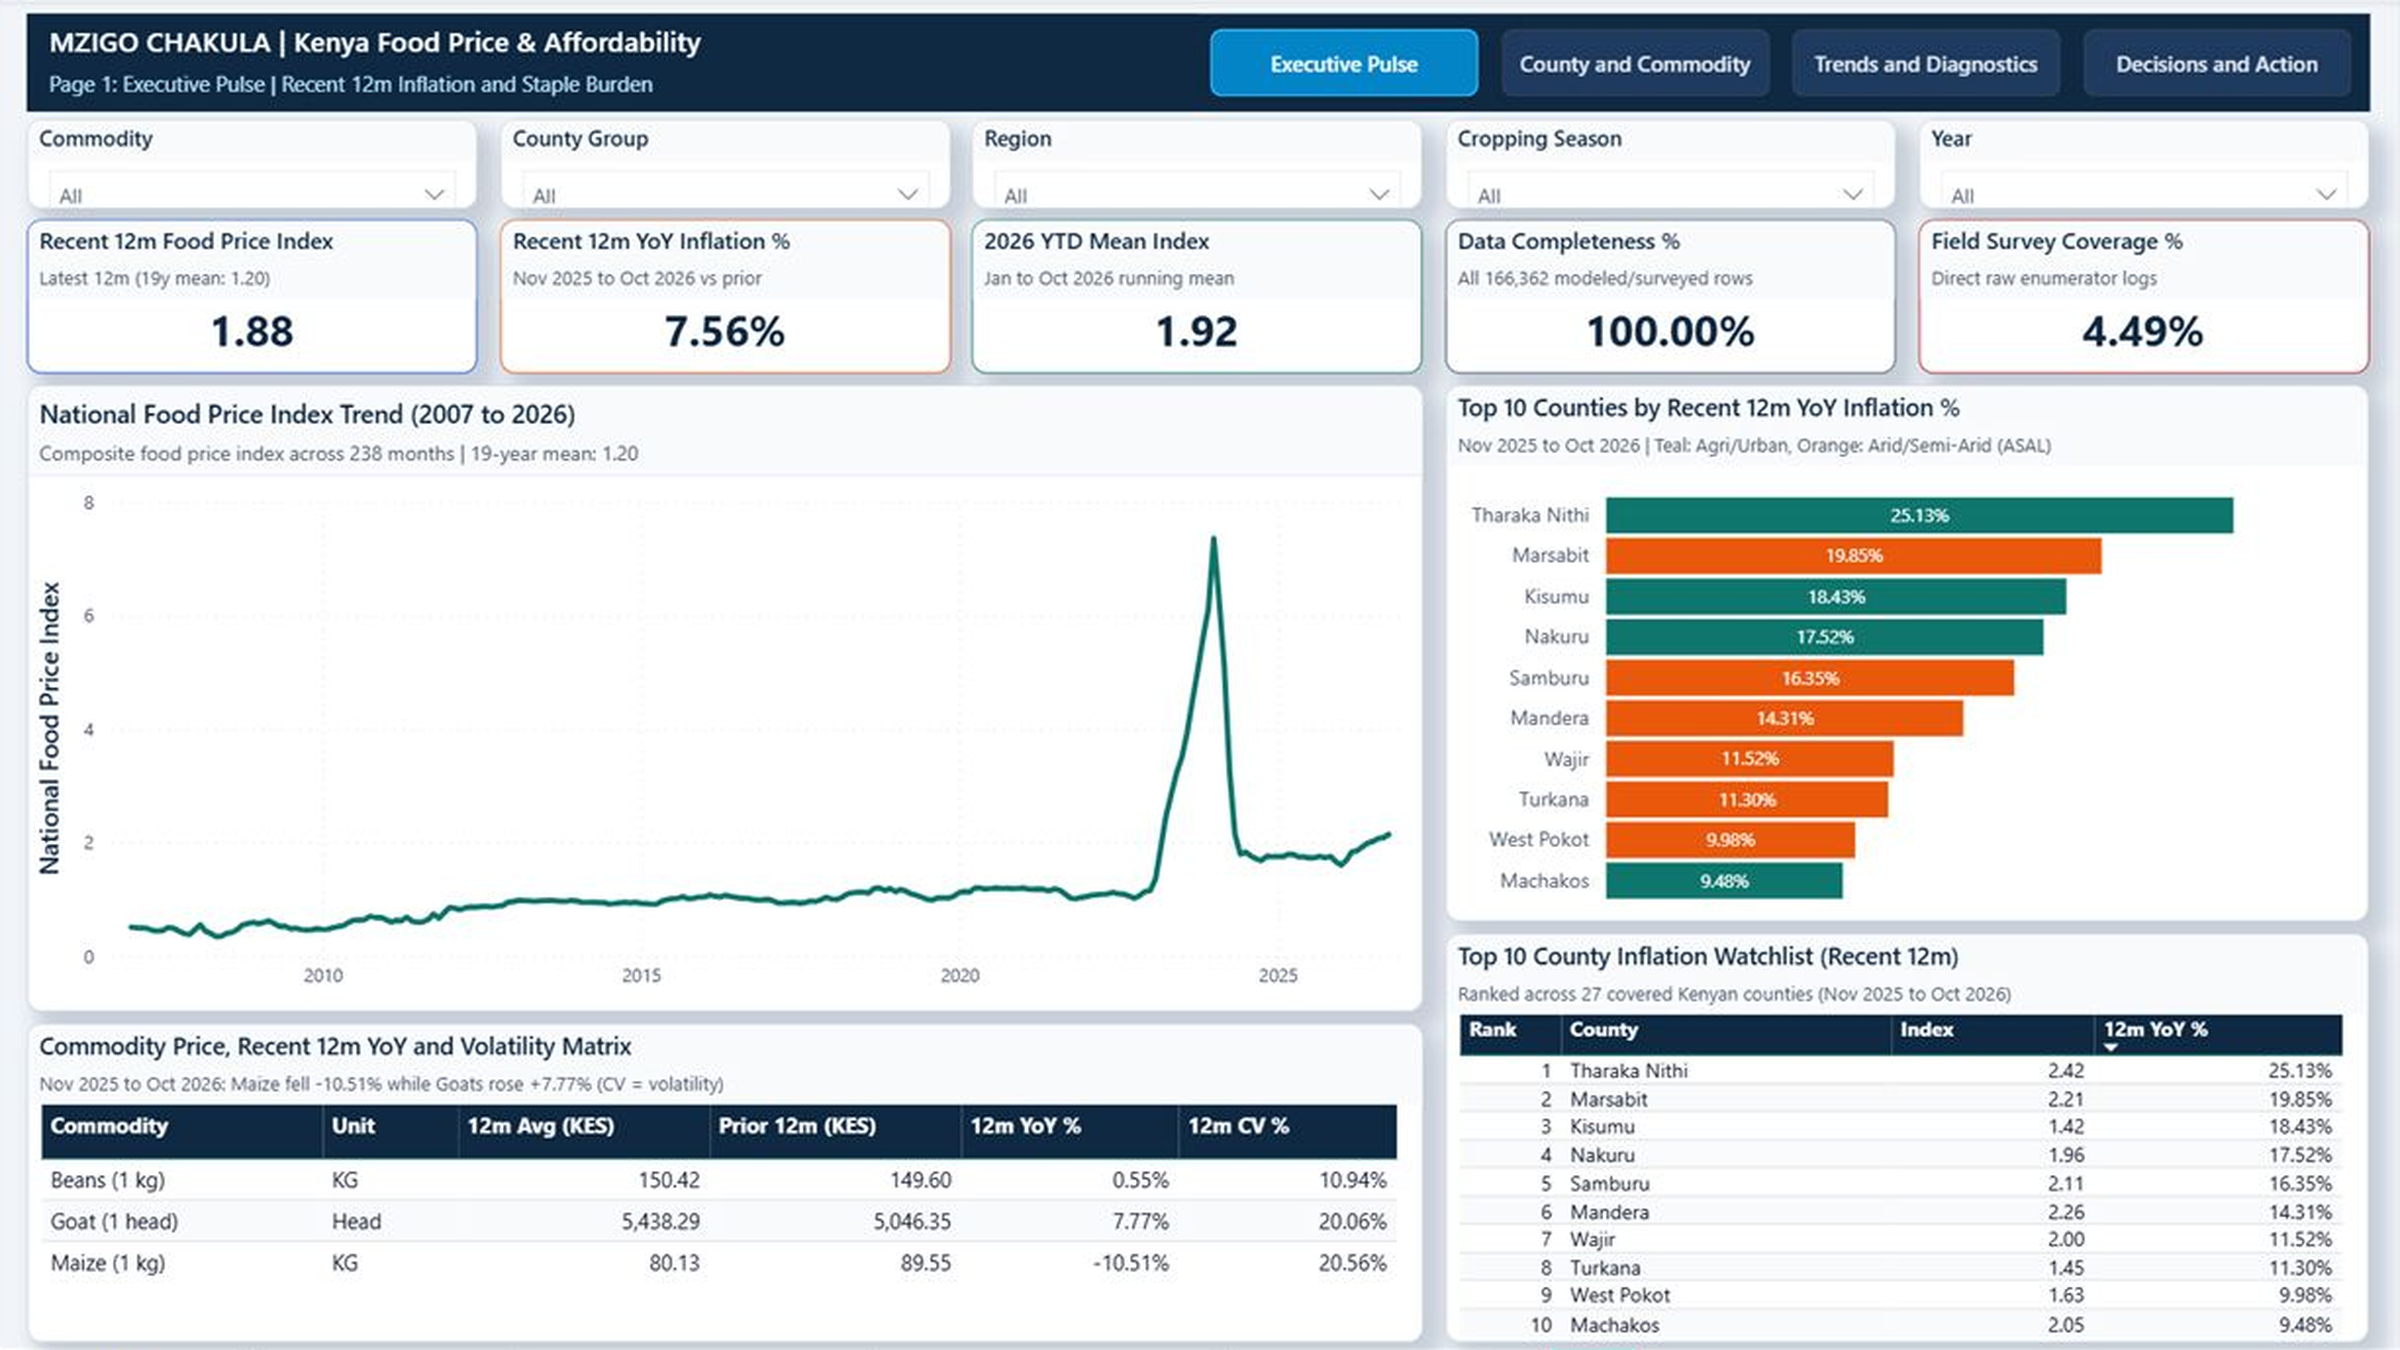 MZIGO CHAKULA | Kenya Food Price & Affordability
Page 1: Executive Pulse | Recent 12m Inflation and Staple Burden
Executive Pulse
County and Commodity
Trends and Diagnostics
Decisions and Action
Commodity
All
County Group
All
Region
All
Cropping Season
All
Year
All
Recent 12m Food Price Index
Latest 12m (19y mean: 1.20)
1.88
Recent 12m YoY Inflation %
Nov 2025 to Oct 2026 vs prior
7.56%
2026 YTD Mean Index
Jan to Oct 2026 running mean
1.92
Data Completeness %
All 166,362 modeled/surveyed rows
100.00%
Field Survey Coverage %
Direct raw enumerator logs
4.49%
National Food Price Index Trend (2007 to 2026)
Composite food price index across 238 months | 19-year mean: 1.20
National Food Price Index
8
6
4
2
0
2010 2015 2020 2025
Top 10 Counties by Recent 12m YoY Inflation %
Nov 2025 to Oct 2026 | Teal: Agri/Urban, Orange: Arid/Semi-Arid (ASAL)
Tharaka Nithi 25.13%
Marsabit 19.85%
Kisumu 18.43%
Nakuru 17.52%
Samburu 16.35%
Mandera 14.31%
Wajir 11.52%
Turkana 11.30%
West Pokot 9.98%
Machakos 9.48%
Commodity Price, Recent 12m YoY and Volatility Matrix
Nov 2025 to Oct 2026: Maize fell -10.51% while Goats rose +7.77% (CV = volatility)
Commodity Unit 12m Avg (KES) Prior 12m (KES) 12m YoY % 12m CV %
Beans (1 kg) KG 150.42 149.60 0.55% 10.94%
Goat (1 head) Head 5,438.29 5,046.35 7.77% 20.06%
Maize (1 kg) KG 80.13 89.55 -10.51% 20.56%
Top 10 County Inflation Watchlist (Recent 12m)
Ranked across 27 covered Kenyan counties (Nov 2025 to Oct 2026)
Rank County Index 12m YoY %
1 Tharaka Nithi 2.42 25.13%
2 Marsabit 2.21 19.85%
3 Kisumu 1.42 18.43%
4 Nakuru 1.96 17.52%
5 Samburu 2.11 16.35%
6 Mandera 2.26 14.31%
7 Wajir 2.00 11.52%
8 Turkana 1.45 11.30%
9 West Pokot 1.63 9.98%
10 Machakos 2.05 9.48%